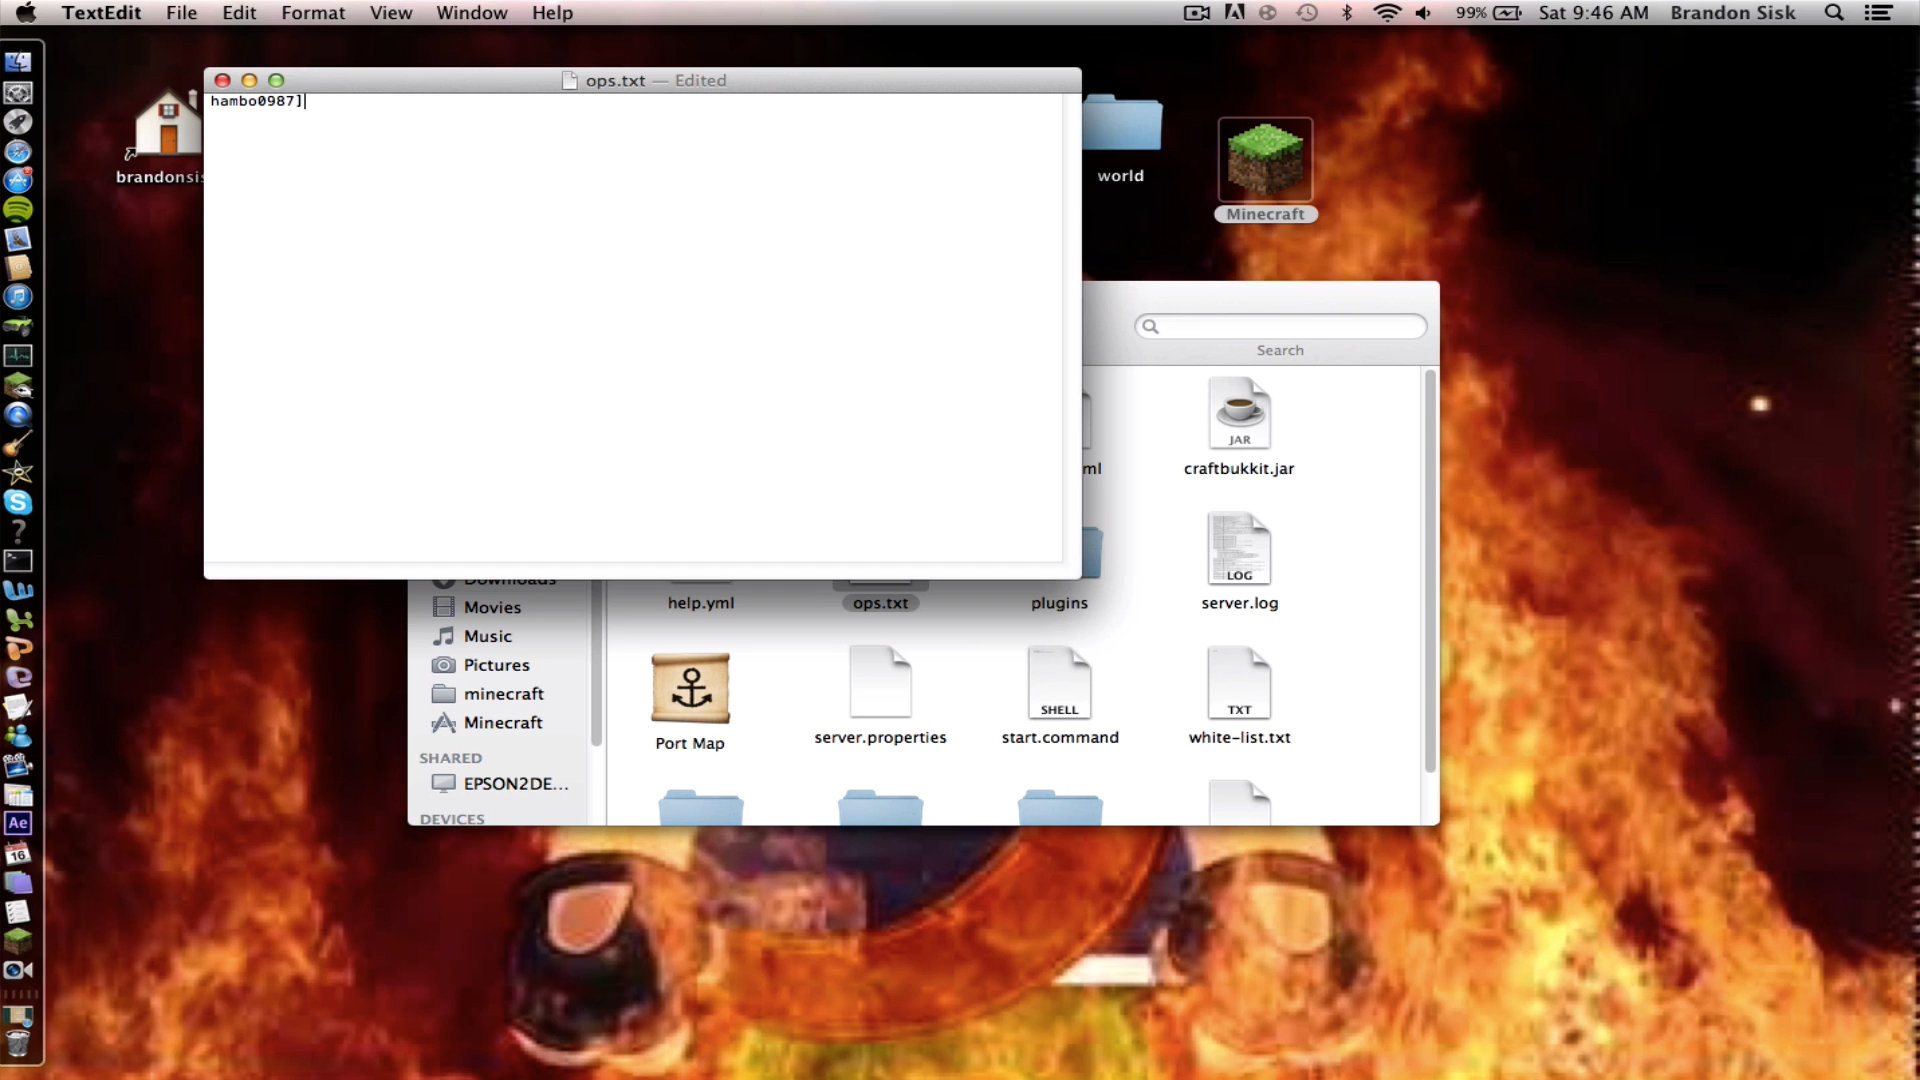 TextEdit File Edit Format View Window Help 99% Sat 9:46 AM Brandon Sisk
ops.txt — Edited
hambo0987]
brandonsis
world
Minecraft
Search
JAR
ml
craftbukkit.jar
LOG
Downloads
help.yml
ops.txt
plugins
server.log
Movies
Music
Pictures
minecraft
Minecraft
SHELL
TXT
Port Map
server.properties
start.command
white-list.txt
SHARED
EPSON2DE...
DEVICES
Ae
16